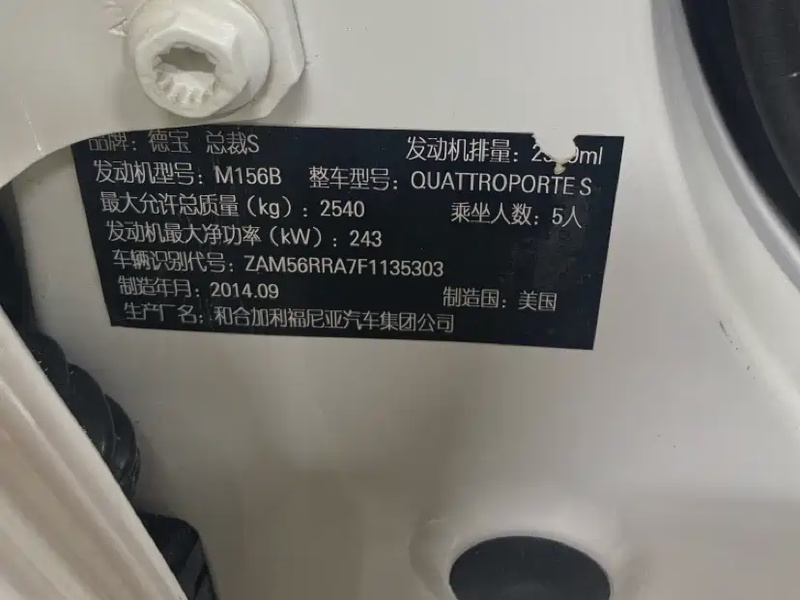 品牌：德宝 总裁S 发动机排量：ml
发动机型号：M156B 整车型号：QUATTROPORTE S
最大允许总质量（kg）：2540 乘坐人数：5人
发动机最大净功率（kW）：243
车辆识别代号：ZAM56RRA7F1135303
制造年月：2014.09 制造国：美国
生产厂名：和合加利福尼亚汽车集团公司